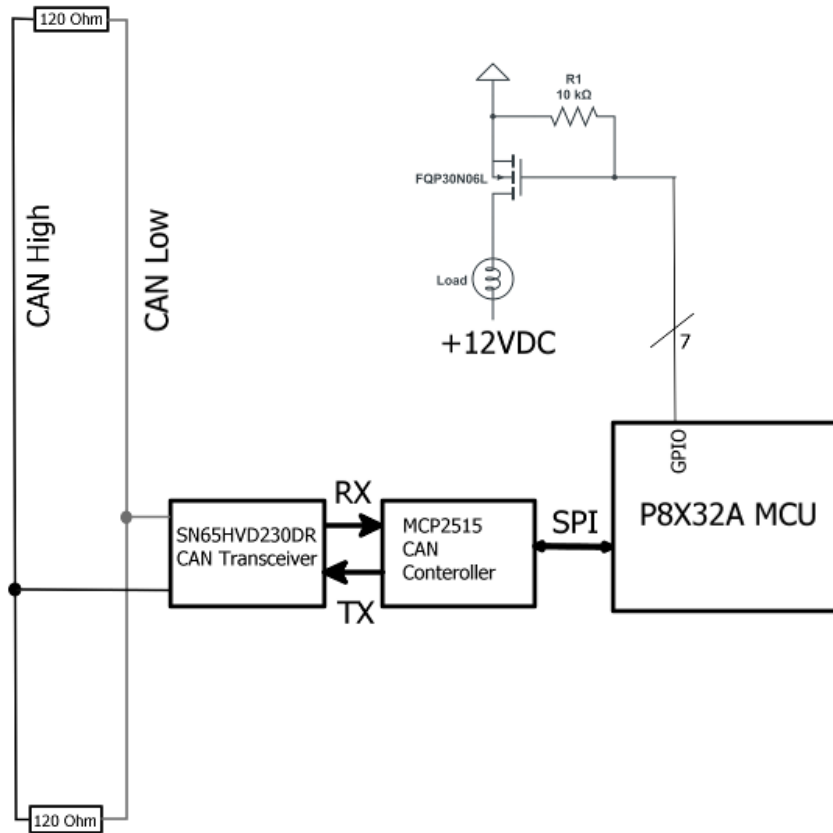 120 Ohm
R1
10 kΩ
FQP30N06L
CAN High
CAN Low
Load
+12VDC
7
GPIO
P8X32A MCU
RX
SN65HVD230DR
CAN Transceiver
MCP2515
CAN
Conteroller
SPI
TX
120 Ohm